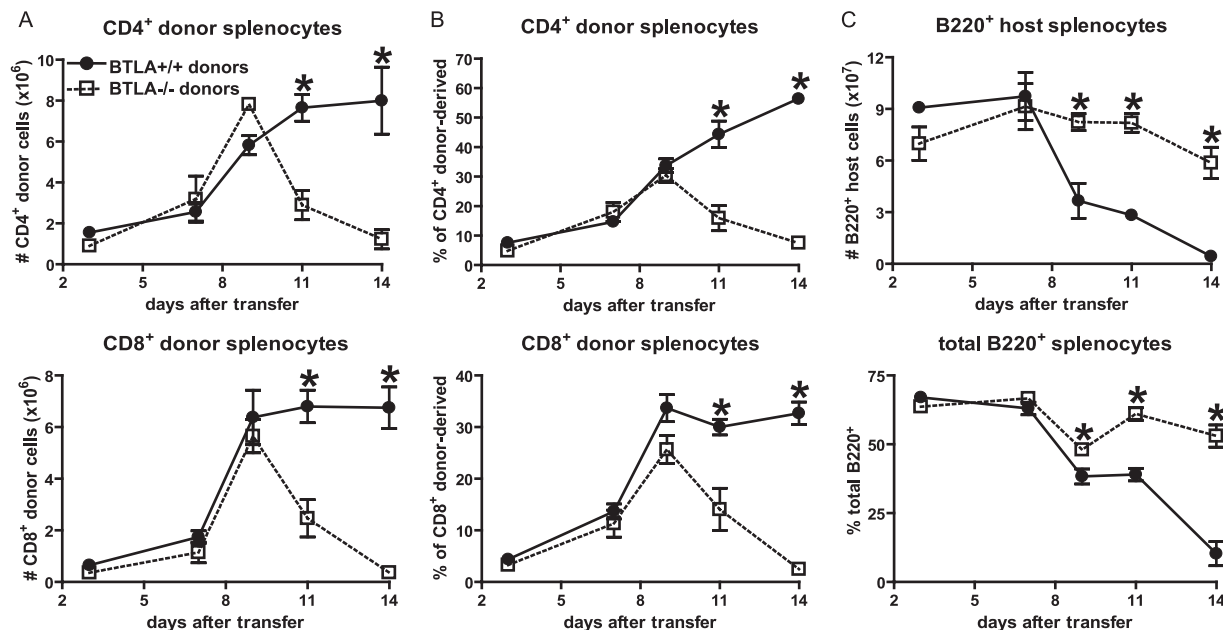 A
CD4⁺ donor splenocytes
# CD4⁺ donor cells (x10⁶)
10
8
6
4
2
0
BTLA+/+ donors
BTLA-/- donors
* *
2 5 8 11 14
days after transfer
B
CD4⁺ donor splenocytes
% of CD4⁺ donor-derived
60
50
40
30
20
10
0
* *
2 5 8 11 14
days after transfer
C
B220⁺ host splenocytes
# B220⁺ host cells (x10⁷)
12
9
6
3
0
* * *
2 5 8 11 14
days after transfer
CD8⁺ donor splenocytes
# CD8⁺ donor cells (x10⁶)
8
6
4
2
0
* *
2 5 8 11 14
days after transfer
CD8⁺ donor splenocytes
% of CD8⁺ donor-derived
40
30
20
10
0
* *
2 5 8 11 14
days after transfer
total B220⁺ splenocytes
% total B220⁺
75
50
25
0
* * *
2 5 8 11 14
days after transfer